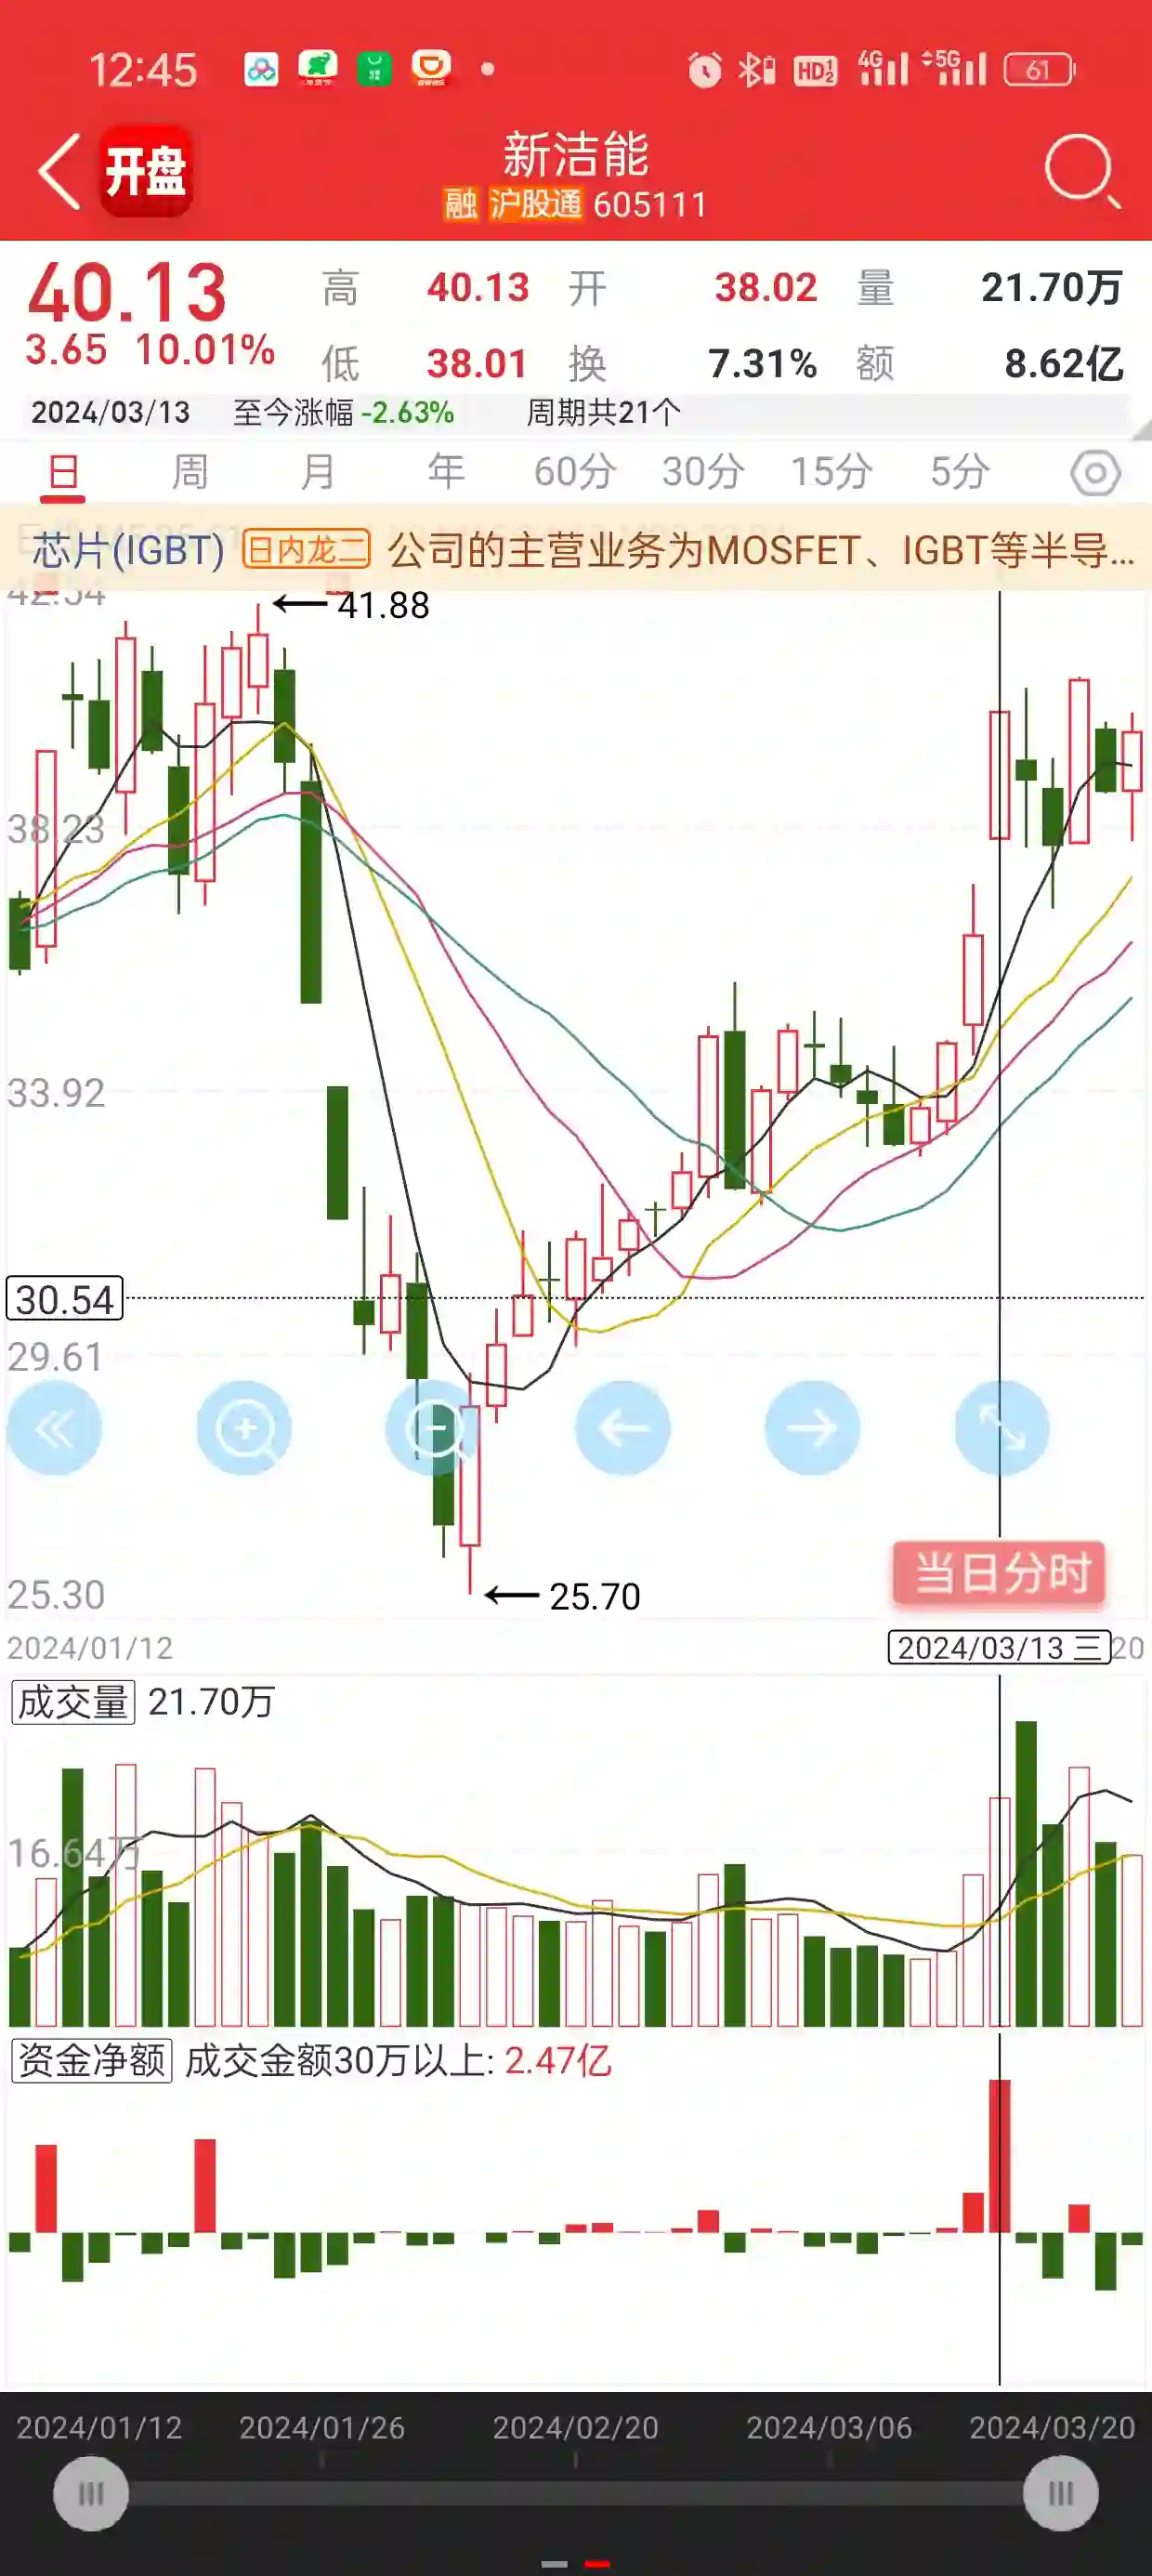 12:45 HD 4G 5G 61
开盘 新洁能
融 沪股通 605111
40.13 高 40.13 开 38.02 量 21.70万
3.65 10.01% 低 38.01 换 7.31% 额 8.62亿
2024/03/13 至今涨幅 -2.63% 周期共21个
日 周 月 年 60分 30分 15分 5分
芯片(IGBT) 日内龙二 公司的主营业务为MOSFET、IGBT等半导...
42.54
41.88
38.23
33.92
30.54
29.61
当日分时
25.30
25.70
2024/01/12 2024/03/13 三 20
成交量 21.70万
16.64万
资金净额 成交金额30万以上: 2.47亿
2024/01/12 2024/01/26 2024/02/20 2024/03/06 2024/03/20